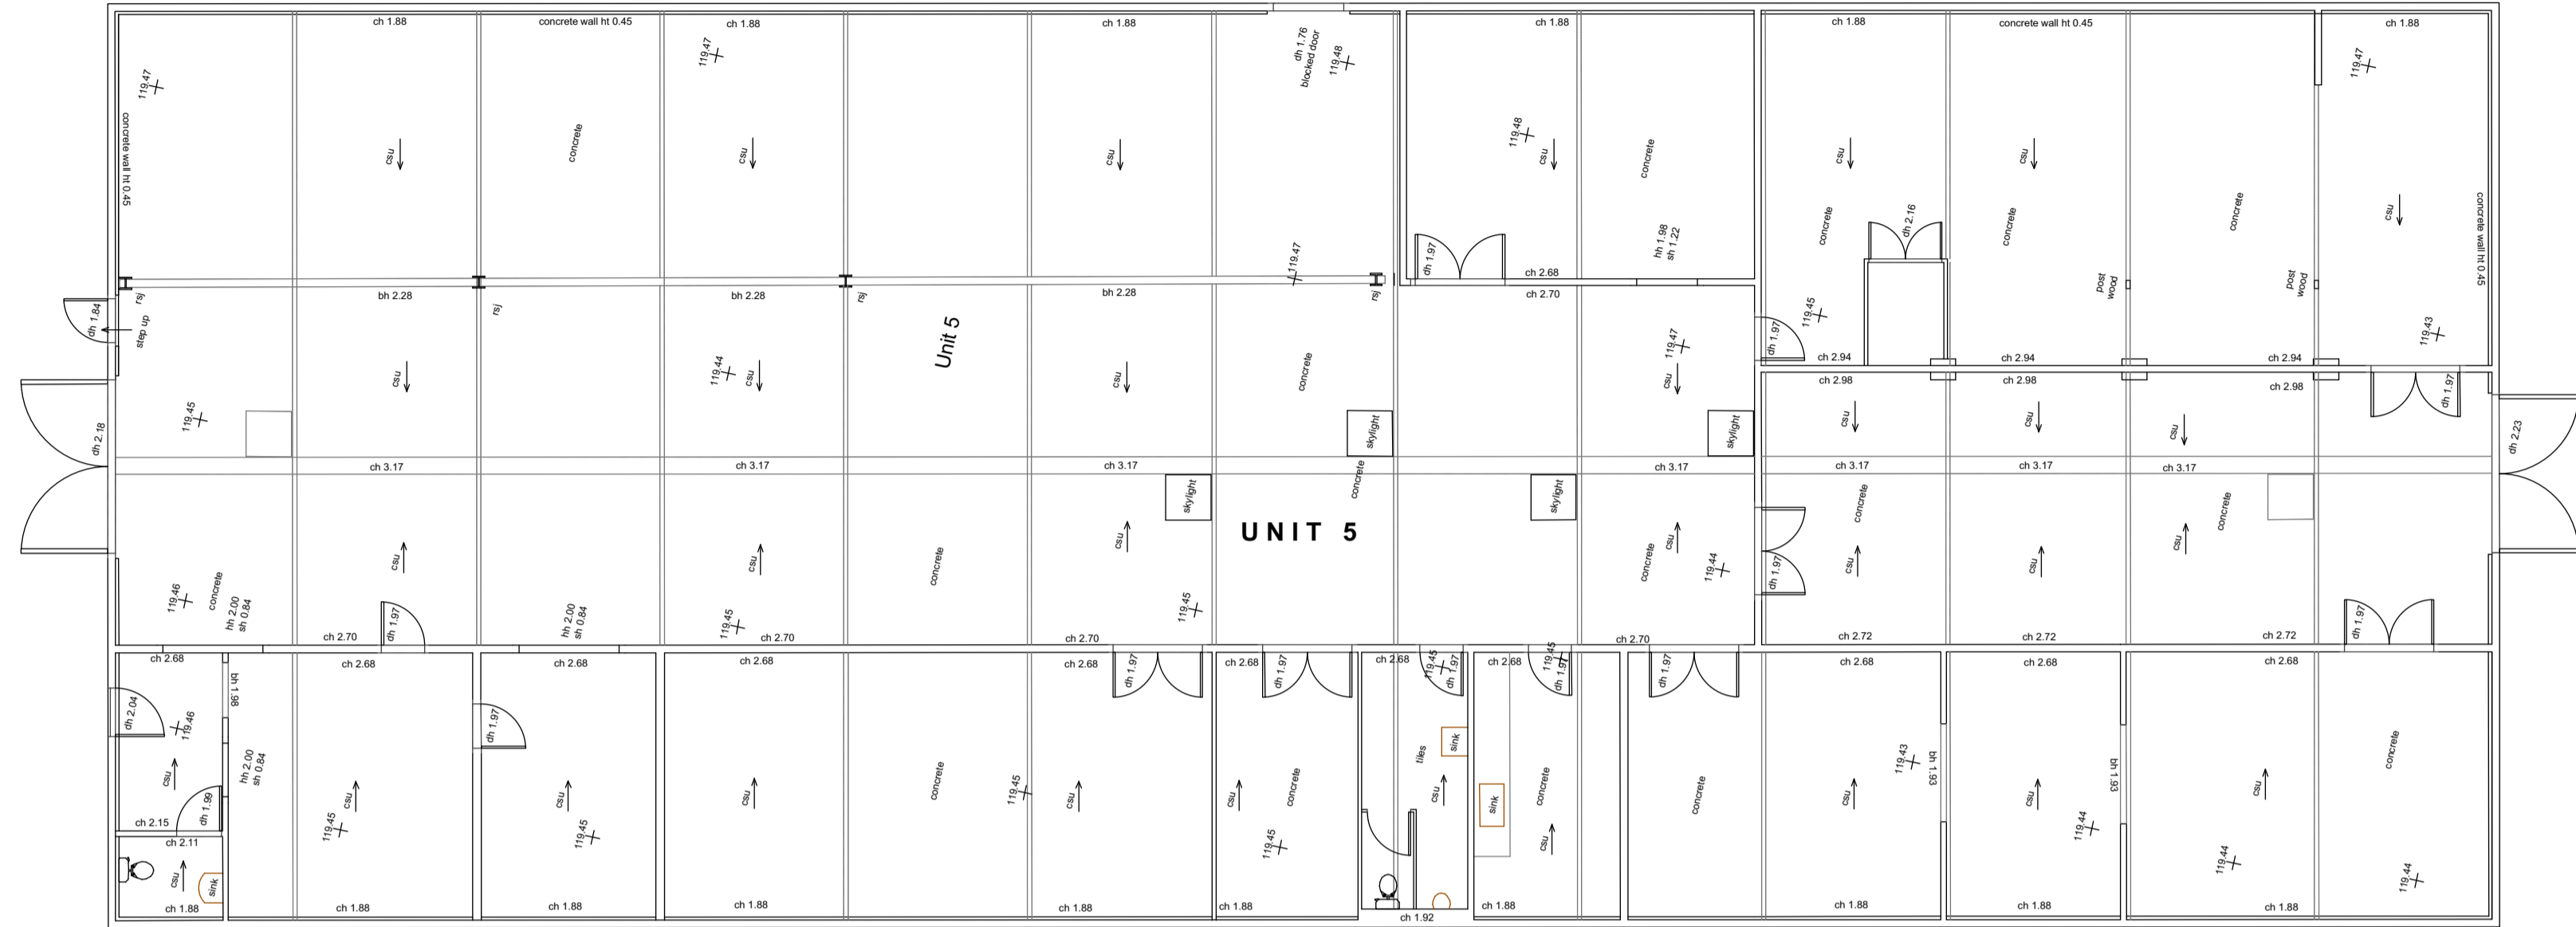 ch 1.88
concrete wall ht 0.45
ch 1.88
ch 1.88
ch 1.88
ch 1.88
concrete wall ht 0.45
ch 1.88
119.47
119.47
dh 1.76
blocked door
119.48
119.47
concrete wall ht 0.45
csu
concrete
csu
csu
119.48
csu
concrete
csu
csu
csu
concrete
concrete
dh 2.16
concrete
concrete wall ht 0.45
119.47
dh 1.97
hh 1.98
sh 1.22
ch 2.68
post
wood
post
wood
rsj
bh 2.28
rsj
bh 2.28
rsj
bh 2.28
rsj
ch 2.70
119.45
dh 1.84
step up
Unit 5
119.47
dh 1.97
119.43
ch 2.94
ch 2.94
ch 2.94
csu
119.44
csu
csu
concrete
csu
ch 2.98
ch 2.98
ch 2.98
dh 1.97
119.45
dh 2.18
skylight
skylight
csu
csu
csu
dh 2.23
ch 3.17
ch 3.17
ch 3.17
ch 3.17
ch 3.17
ch 3.17
ch 3.17
concrete
skylight
skylight
concrete
concrete
UNIT 5
csu
csu
csu
csu
csu
csu
csu
119.46
concrete
hh 2.00
sh 0.84
concrete
concrete
119.44
dh 1.97
dh 1.97
hh 2.00
sh 0.84
119.45
119.45
dh 1.97
ch 2.70
ch 2.70
ch 2.70
ch 2.70
ch 2.72
ch 2.72
ch 2.72
ch 2.68
ch 2.68
ch 2.68
ch 2.68
ch 2.68
ch 2.68
ch 2.68
ch 2.68
ch 2.68
ch 2.68
ch 2.68
bh 1.98
dh 1.97
dh 1.97
119.45
dh 1.97
119.45
dh 1.97
dh 1.97
dh 2.04
119.46
dh 1.97
tiles
sink
119.43
bh 1.93
bh 1.93
concrete
csu
hh 2.00
sh 0.84
csu
csu
csu
concrete
119.45
csu
csu
concrete
csu
sink
concrete
concrete
csu
csu
csu
dh 1.99
ch 2.15
119.45
119.45
119.45
csu
119.44
119.44
119.44
ch 2.11
csu
sink
ch 1.88
ch 1.88
ch 1.88
ch 1.88
ch 1.88
ch 1.88
ch 1.92
ch 1.88
ch 1.88
ch 1.88
ch 1.88